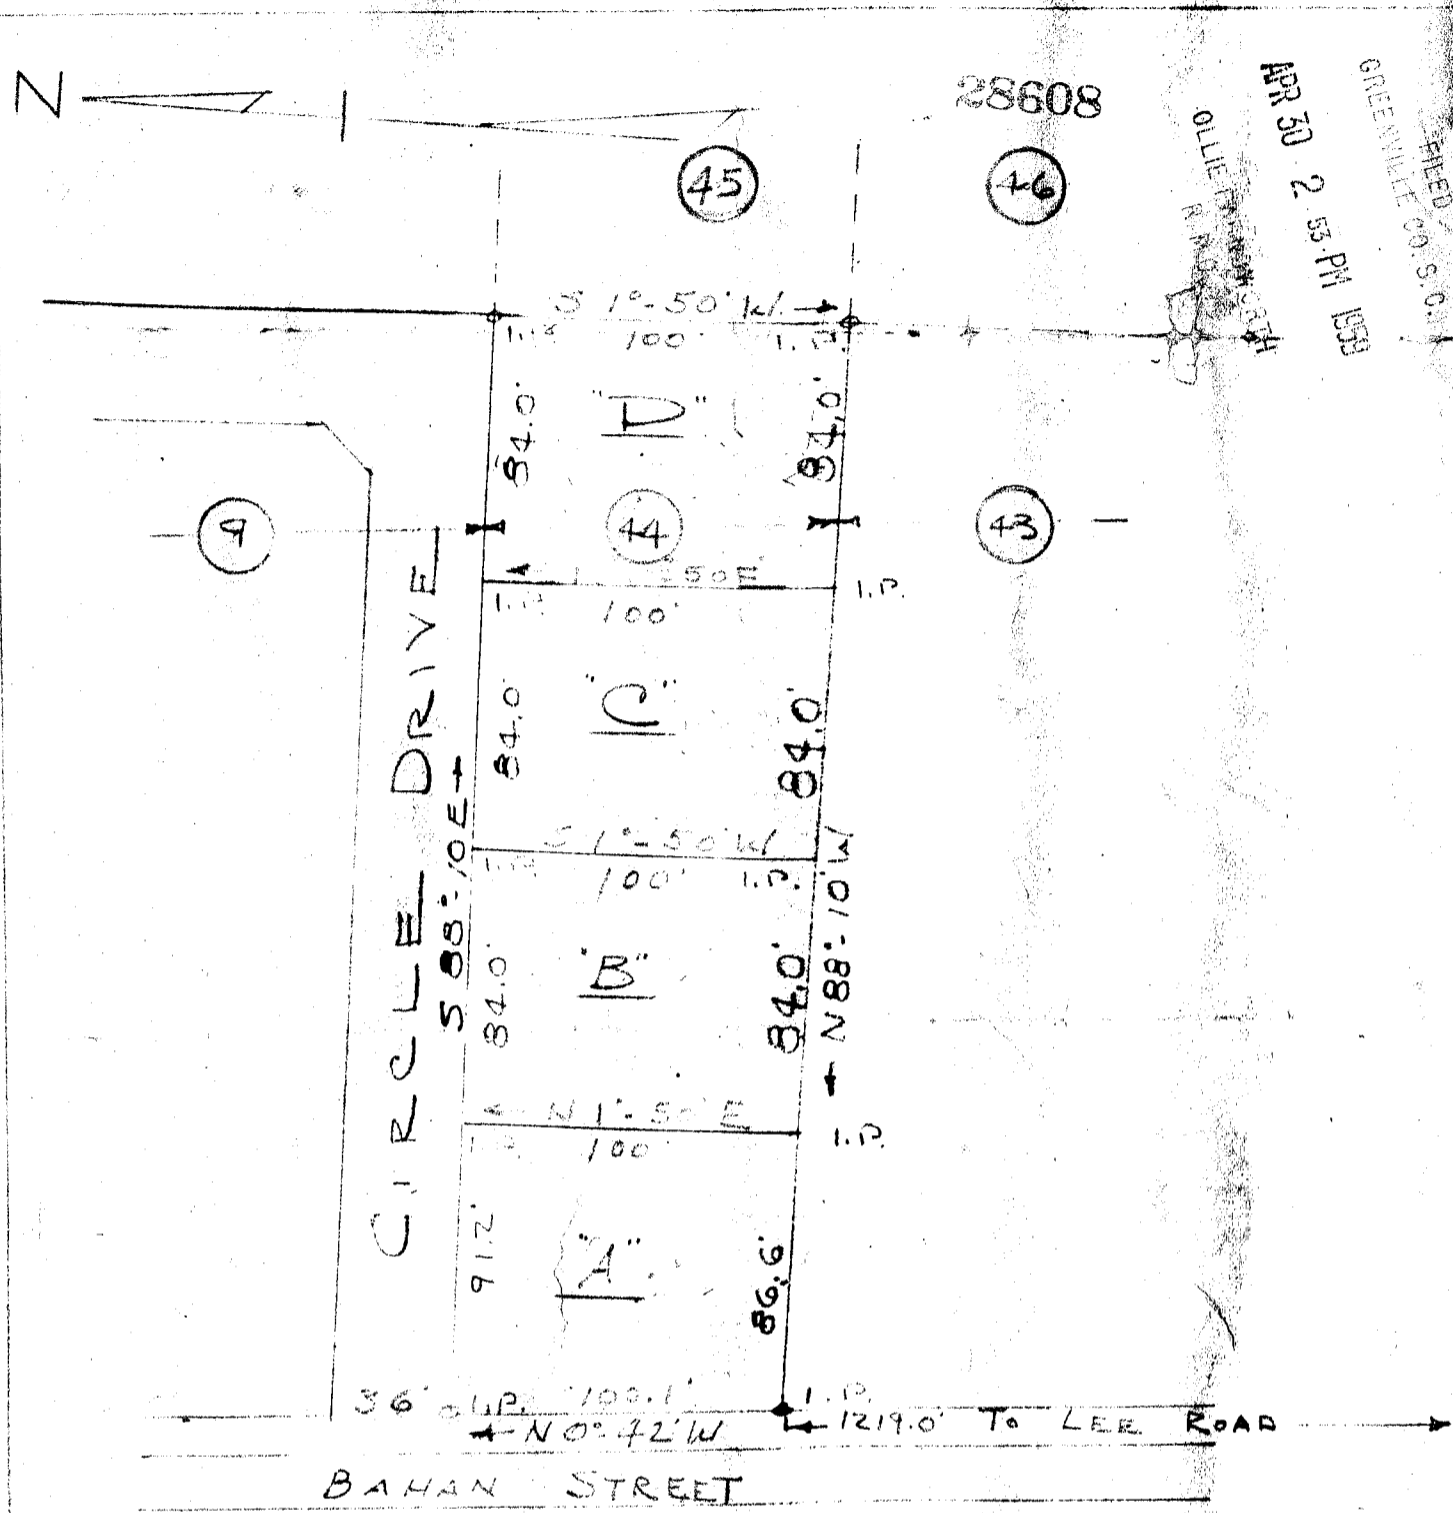 N
28608
FILED
GREENVILLE CO. S. C.
APR 30 2 53 PM 1959
OLLIE FARNSWORTH
R. M. C.
45
46
S 1°-50' W
I.P. 100' I.P.
84.0' "D" 84.0'
9
44
43
50 E
I.P. 100' I.P.
84.0' "C" 84.0'
CIRCLE DRIVE
S 88°-10 E
S 1°-50 W
I.P. 100' I.P.
N 88°-10' W
84.0' "B" 84.0'
N 1°-50' E
I.P. 100' I.P.
91.2' "A" 86.6'
36' I.P. 100.1' I.P.
N 0°-42' W
1219.0' To LEE ROAD
BAHAN STREET